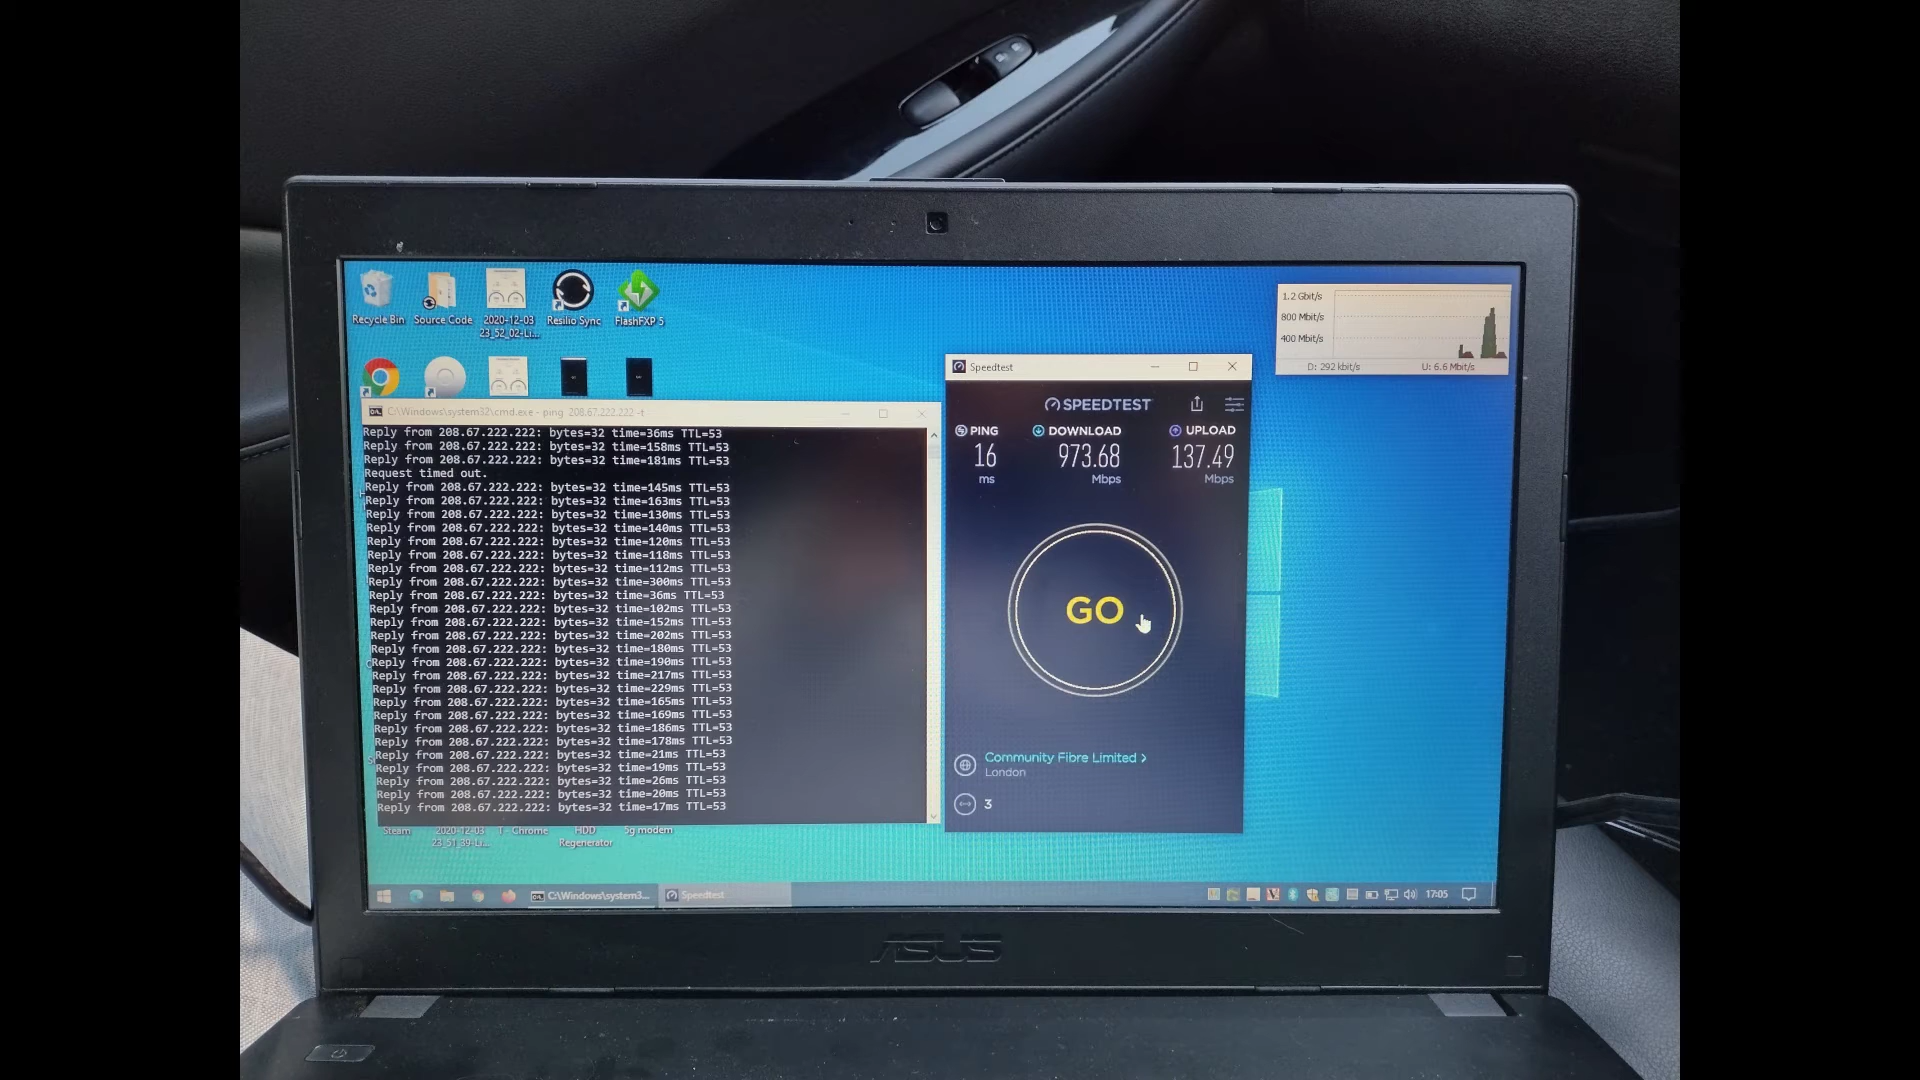 Recycle Bin
Source Code
2020-12-03
23_52_02-Li...
Resilio Sync
FlashFXP 5
1.2 Gbit/s
800 Mbit/s
400 Mbit/s
D: 292 kbit/s
U: 6.6 Mbit/s
C:\Windows\system32\cmd.exe - ping 208.67.222.222 -t
Reply from 208.67.222.222: bytes=32 time=36ms TTL=53
Reply from 208.67.222.222: bytes=32 time=158ms TTL=53
Reply from 208.67.222.222: bytes=32 time=181ms TTL=53
Request timed out.
Reply from 208.67.222.222: bytes=32 time=145ms TTL=53
Reply from 208.67.222.222: bytes=32 time=163ms TTL=53
Reply from 208.67.222.222: bytes=32 time=130ms TTL=53
Reply from 208.67.222.222: bytes=32 time=140ms TTL=53
Reply from 208.67.222.222: bytes=32 time=120ms TTL=53
Reply from 208.67.222.222: bytes=32 time=118ms TTL=53
Reply from 208.67.222.222: bytes=32 time=112ms TTL=53
Reply from 208.67.222.222: bytes=32 time=300ms TTL=53
Reply from 208.67.222.222: bytes=32 time=36ms TTL=53
Reply from 208.67.222.222: bytes=32 time=102ms TTL=53
Reply from 208.67.222.222: bytes=32 time=152ms TTL=53
Reply from 208.67.222.222: bytes=32 time=202ms TTL=53
Reply from 208.67.222.222: bytes=32 time=180ms TTL=53
Reply from 208.67.222.222: bytes=32 time=190ms TTL=53
Reply from 208.67.222.222: bytes=32 time=217ms TTL=53
Reply from 208.67.222.222: bytes=32 time=229ms TTL=53
Reply from 208.67.222.222: bytes=32 time=165ms TTL=53
Reply from 208.67.222.222: bytes=32 time=169ms TTL=53
Reply from 208.67.222.222: bytes=32 time=186ms TTL=53
Reply from 208.67.222.222: bytes=32 time=178ms TTL=53
Reply from 208.67.222.222: bytes=32 time=21ms TTL=53
Reply from 208.67.222.222: bytes=32 time=19ms TTL=53
Reply from 208.67.222.222: bytes=32 time=26ms TTL=53
Reply from 208.67.222.222: bytes=32 time=20ms TTL=53
Reply from 208.67.222.222: bytes=32 time=17ms TTL=53
Speedtest
SPEEDTEST
PING
16
ms
DOWNLOAD
973.68
Mbps
UPLOAD
137.49
Mbps
GO
Community Fibre Limited >
London
3
Steam
2020-12-03
23_51_39-Li...
T - Chrome
HDD
Regenerator
5g modem
C:\Windows\system3...
Speedtest
17:05
ASUS